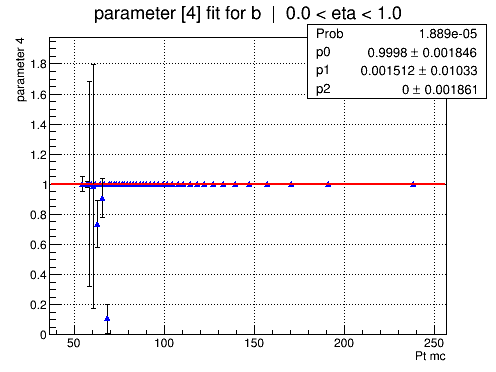 parameter [4] fit for b | 0.0 < eta < 1.0
Prob 1.889e-05
p0 0.9998 ± 0.001846
p1 0.001512 ± 0.01033
p2 0 ± 0.001861
parameter 4
1.8
1.6
1.4
1.2
1
0.8
0.6
0.4
0.2
0
50 100 150 200 250
Pt mc